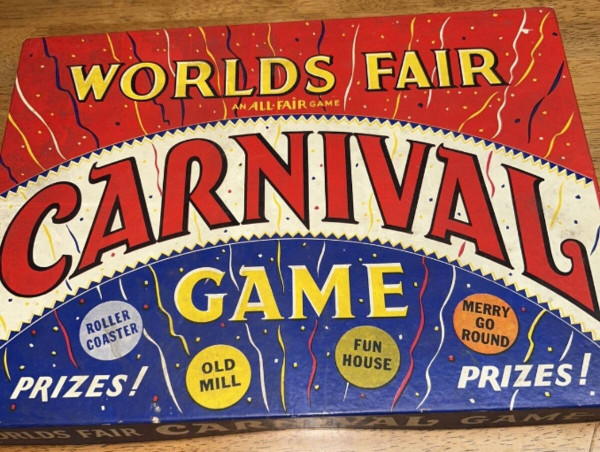 WORLDS FAIR
AN ALL-FAIR GAME
CARNIVAL
GAME
ROLLER
COASTER
OLD
MILL
FUN
HOUSE
MERRY
GO
ROUND
PRIZES!
PRIZES!
WORLDS FAIR CARNIVAL GAME